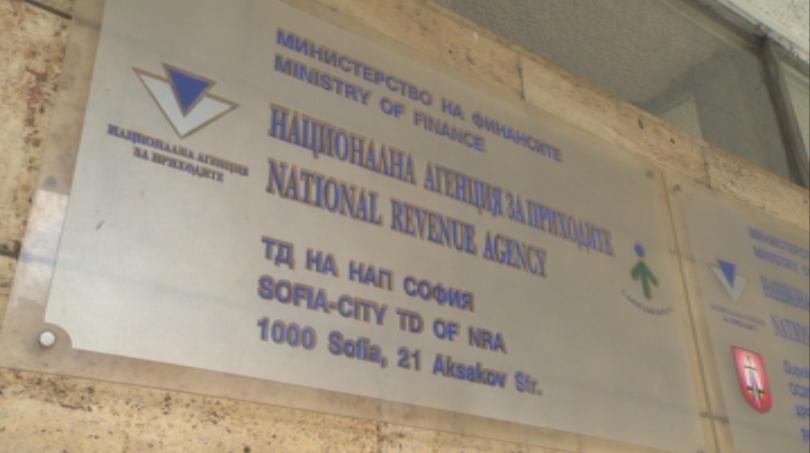 МИНИСТЕРСТВО НА ФИНАНСИТЕ
MINISTRY OF FINANCE
НАЦИОНАЛНА АГЕНЦИЯ ЗА ПРИХОДИТЕ
NATIONAL REVENUE AGENCY
НАЦИОНАЛНА АГЕНЦИЯ
ЗА ПРИХОДИТЕ
ТД НА НАП СОФИЯ
SOFIA-CITY TD OF NRA
1000 Sofia, 21 Aksakov Str.